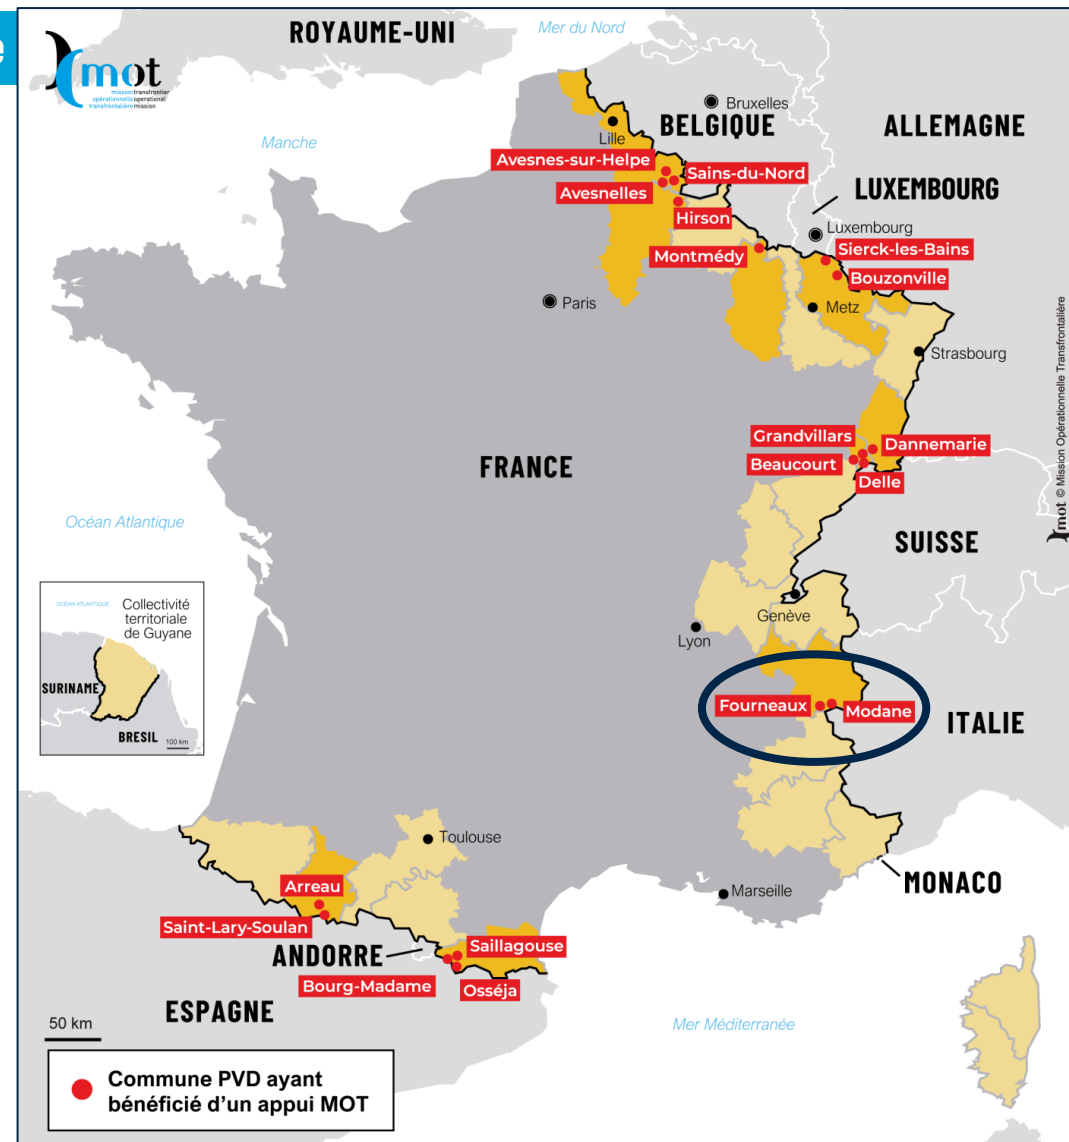 e
ROYAUME-UNI
Mer du Nord
mot
mission transfrontier
opérationnelle operational
transfrontalière mission
Bruxelles
BELGIQUE
ALLEMAGNE
Manche
Lille
Avesnes-sur-Helpe
Sains-du-Nord
Avesnelles
LUXEMBOURG
Hirson
Luxembourg
Montmédy
Sierck-les-Bains
Bouzonville
Paris
Metz
Strasbourg
Grandvillars
Dannemarie
FRANCE
Beaucourt
Delle
Océan Atlantique
SUISSE
mot © Mission Opérationnelle Transfrontalière
OCÉAN ATLANTIQUE
Collectivité
territoriale
de Guyane
SURINAME
BRESIL
100 km
Genève
Lyon
Fourneaux
Modane
ITALIE
Toulouse
Arreau
Marseille
MONACO
Saint-Lary-Soulan
ANDORRE
Saillagouse
Bourg-Madame
Osséja
ESPAGNE
50 km
Mer Méditerranée
Commune PVD ayant
bénéficié d'un appui MOT